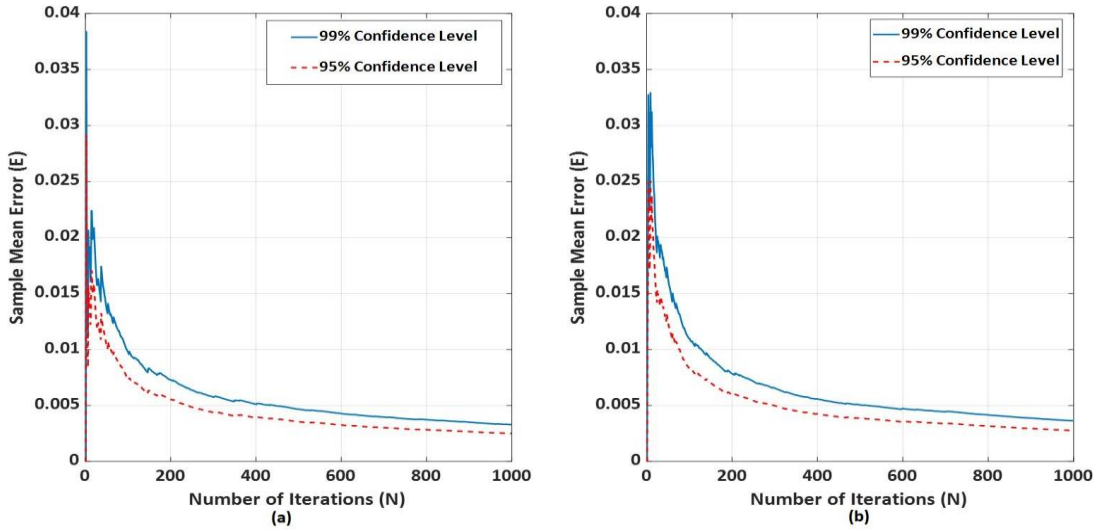 0.04
0.035
0.03
0.025
0.02
0.015
0.01
0.005
0
Sample Mean Error (E)
99% Confidence Level
95% Confidence Level
0 200 400 600 800 1000
Number of Iterations (N)
(a)
0.04
0.035
0.03
0.025
0.02
0.015
0.01
0.005
0
Sample Mean Error (E)
99% Confidence Level
95% Confidence Level
0 200 400 600 800 1000
Number of Iterations (N)
(b)